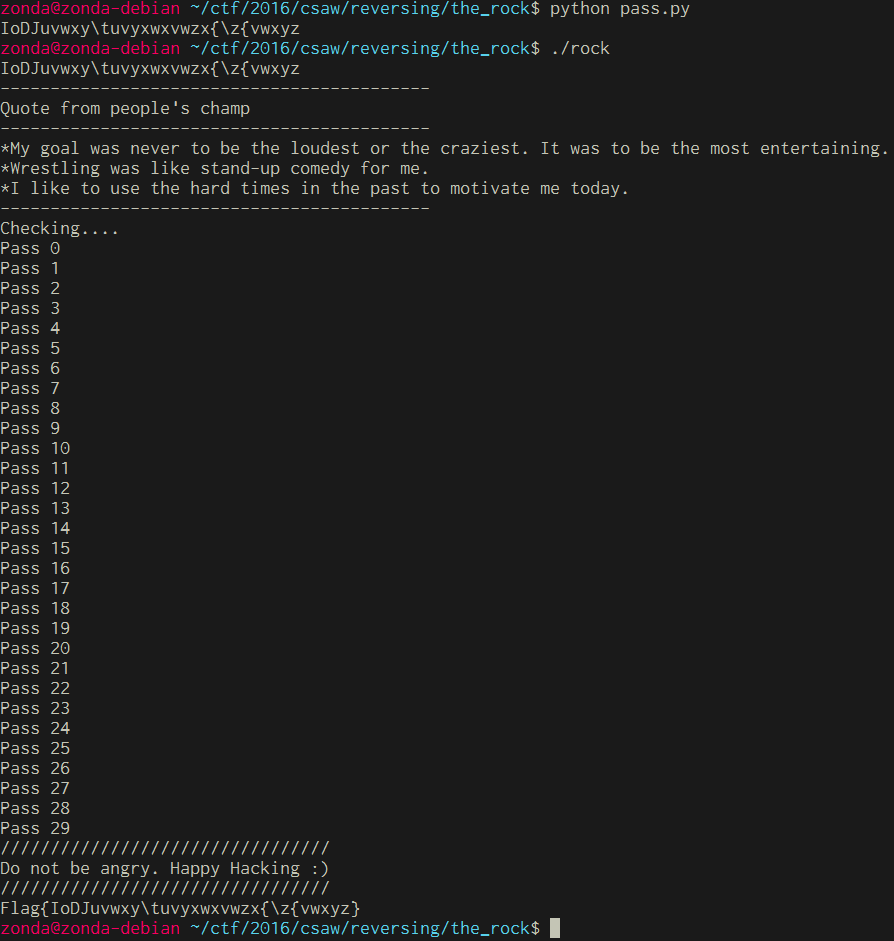 zonda@zonda-debian ~/ctf/2016/csaw/reversing/the_rock$ python pass.py
IoDJuvwxy\tuvyxwxvwzx{\z{vwxyz
zonda@zonda-debian ~/ctf/2016/csaw/reversing/the_rock$ ./rock
IoDJuvwxy\tuvyxwxvwzx{\z{vwxyz
-------------------------------------------
Quote from people's champ
-------------------------------------------
*My goal was never to be the loudest or the craziest. It was to be the most entertaining.
*Wrestling was like stand-up comedy for me.
*I like to use the hard times in the past to motivate me today.
-------------------------------------------
Checking....
Pass 0
Pass 1
Pass 2
Pass 3
Pass 4
Pass 5
Pass 6
Pass 7
Pass 8
Pass 9
Pass 10
Pass 11
Pass 12
Pass 13
Pass 14
Pass 15
Pass 16
Pass 17
Pass 18
Pass 19
Pass 20
Pass 21
Pass 22
Pass 23
Pass 24
Pass 25
Pass 26
Pass 27
Pass 28
Pass 29
/////////////////////////////////
Do not be angry. Happy Hacking :)
/////////////////////////////////
Flag{IoDJuvwxy\tuvyxwxvwzx{\z{vwxyz}
zonda@zonda-debian ~/ctf/2016/csaw/reversing/the_rock$